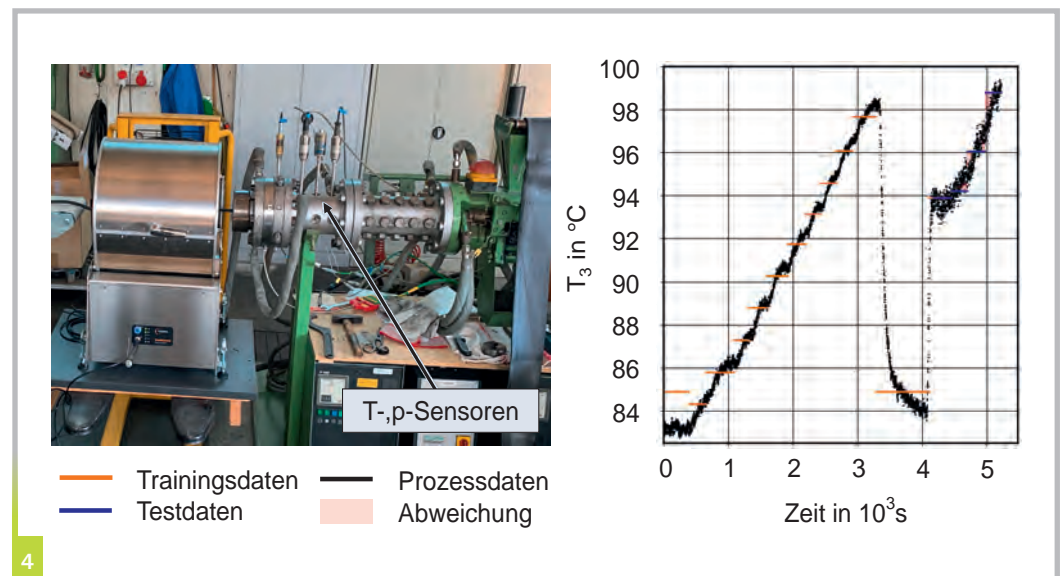 T-,p-Sensoren
Trainingsdaten
Prozessdaten
Testdaten
Abweichung
100
98
96
94
92
90
88
86
84
T₃ in °C
0 1 2 3 4 5
Zeit in 10³s
4